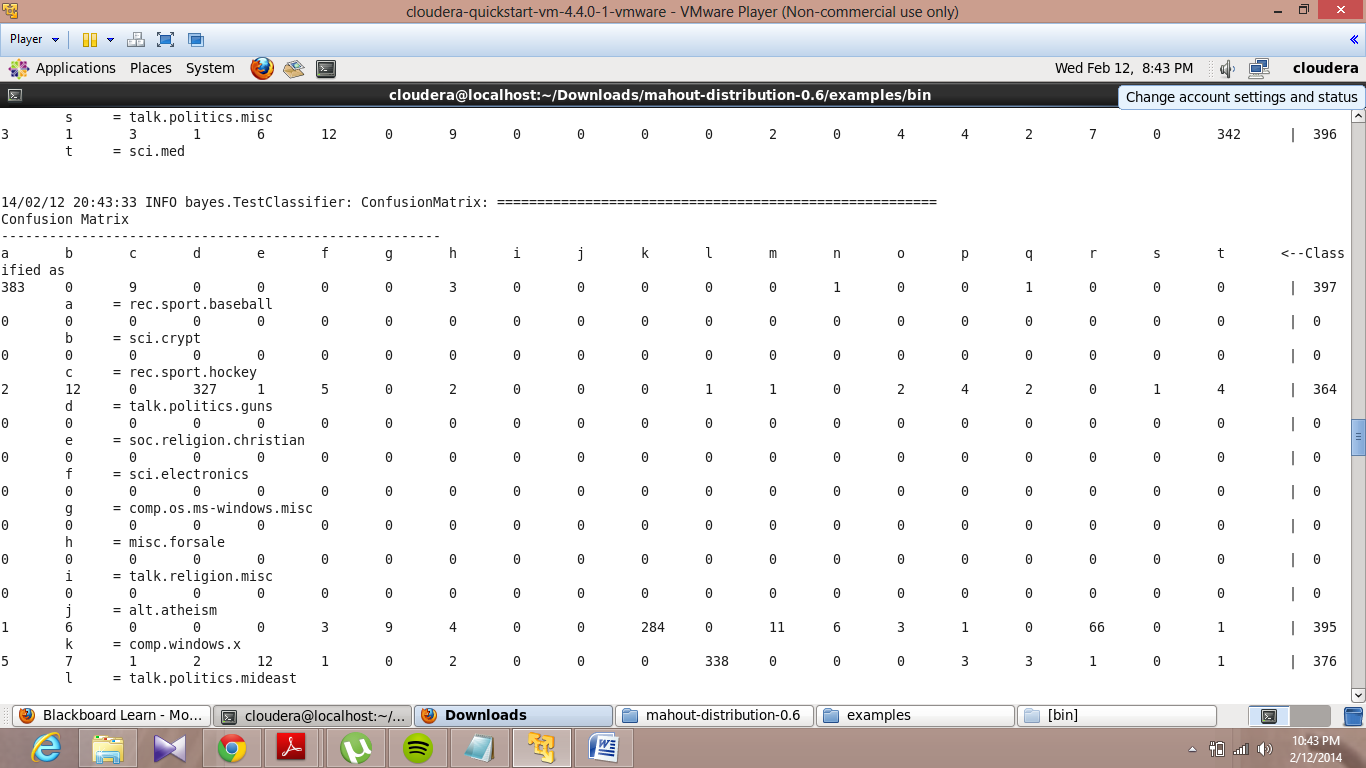 cloudera-quickstart-vm-4.4.0-1-vmware - VMware Player (Non-commercial use only)
Player
Applications Places System Wed Feb 12, 8:43 PM cloudera
cloudera@localhost:~/Downloads/mahout-distribution-0.6/examples/bin
Change account settings and status
s = talk.politics.misc
3 1 3 1 6 12 0 9 0 0 0 0 2 0 4 4 2 7 0 342 | 396
t = sci.med
14/02/12 20:43:33 INFO bayes.TestClassifier: ConfusionMatrix: =======================================================
Confusion Matrix
-------------------------------------------------------
a b c d e f g h i j k l m n o p q r s t <--Class
ified as
383 0 9 0 0 0 0 3 0 0 0 0 0 1 0 0 1 0 0 0 | 397
a = rec.sport.baseball
0 0 0 0 0 0 0 0 0 0 0 0 0 0 0 0 0 0 0 0 | 0
b = sci.crypt
0 0 0 0 0 0 0 0 0 0 0 0 0 0 0 0 0 0 0 0 | 0
c = rec.sport.hockey
2 12 0 327 1 5 0 2 0 0 0 1 1 0 2 4 2 0 1 4 | 364
d = talk.politics.guns
0 0 0 0 0 0 0 0 0 0 0 0 0 0 0 0 0 0 0 0 | 0
e = soc.religion.christian
0 0 0 0 0 0 0 0 0 0 0 0 0 0 0 0 0 0 0 0 | 0
f = sci.electronics
0 0 0 0 0 0 0 0 0 0 0 0 0 0 0 0 0 0 0 0 | 0
g = comp.os.ms-windows.misc
0 0 0 0 0 0 0 0 0 0 0 0 0 0 0 0 0 0 0 0 | 0
h = misc.forsale
0 0 0 0 0 0 0 0 0 0 0 0 0 0 0 0 0 0 0 0 | 0
i = talk.religion.misc
0 0 0 0 0 0 0 0 0 0 0 0 0 0 0 0 0 0 0 0 | 0
j = alt.atheism
1 6 0 0 0 3 9 4 0 0 284 0 11 6 3 1 0 66 0 1 | 395
k = comp.windows.x
5 7 1 2 12 1 0 2 0 0 0 338 0 0 0 3 3 1 0 1 | 376
l = talk.politics.mideast
Blackboard Learn - Mo... cloudera@localhost:~/... Downloads mahout-distribution-0.6 examples [bin]
10:43 PM
2/12/2014